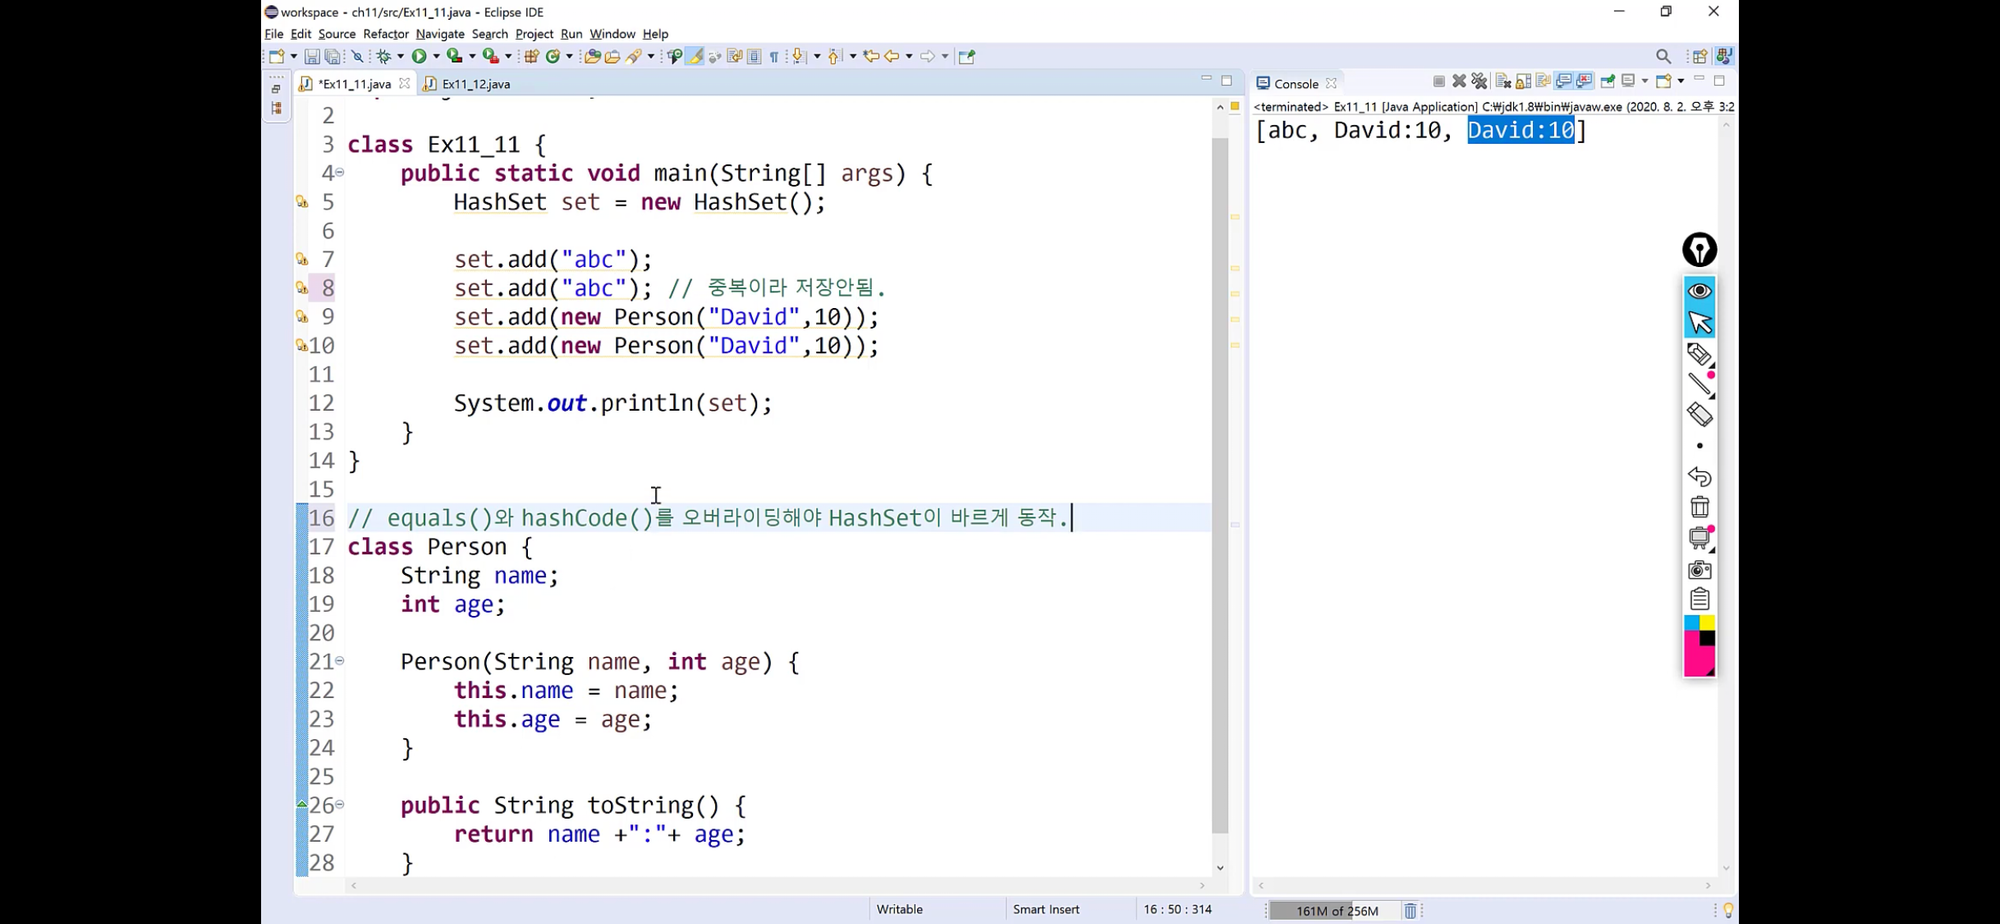 workspace - ch11/src/Ex11_11.java - Eclipse IDE
File Edit Source Refactor Navigate Search Project Run Window Help
*Ex11_11.java
Ex11_12.java
2
3 class Ex11_11 {
4 public static void main(String[] args) {
5 HashSet set = new HashSet();
6
7 set.add("abc");
8 set.add("abc"); // 중복이라 저장안됨.
9 set.add(new Person("David",10));
10 set.add(new Person("David",10));
11
12 System.out.println(set);
13 }
14 }
15
16 // equals()와 hashCode()를 오버라이딩해야 HashSet이 바르게 동작.
17 class Person {
18 String name;
19 int age;
20
21 Person(String name, int age) {
22 this.name = name;
23 this.age = age;
24 }
25
26 public String toString() {
27 return name +":"+ age;
28 }
Console
<terminated> Ex11_11 [Java Application] C:₩jdk1.8₩bin₩javaw.exe (2020. 8. 2. 오후 3:2
[abc, David:10, David:10]
Writable
Smart Insert
16 : 50 : 314
161M of 256M